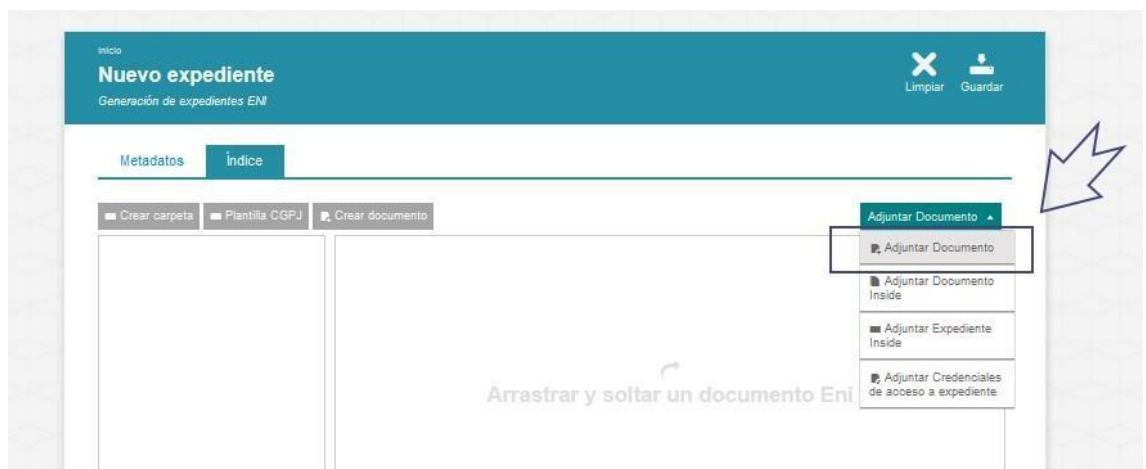 Inicio
Nuevo expediente
Generación de expedientes ENI
Limpiar Guardar
Metadatos Índice
Crear carpeta Plantilla CGPJ Crear documento Adjuntar Documento
Adjuntar Documento
Adjuntar Documento
Inside
Adjuntar Expediente
Inside
Adjuntar Credenciales
de acceso a expediente
Arrastrar y soltar un documento Eni